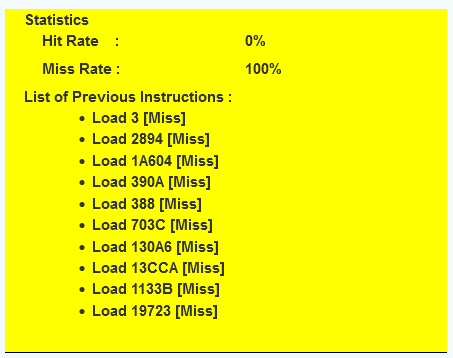 Statistics
Hit Rate : 0%
Miss Rate : 100%
List of Previous Instructions :
• Load 3 [Miss]
• Load 2894 [Miss]
• Load 1A604 [Miss]
• Load 390A [Miss]
• Load 388 [Miss]
• Load 703C [Miss]
• Load 130A6 [Miss]
• Load 13CCA [Miss]
• Load 1133B [Miss]
• Load 19723 [Miss]